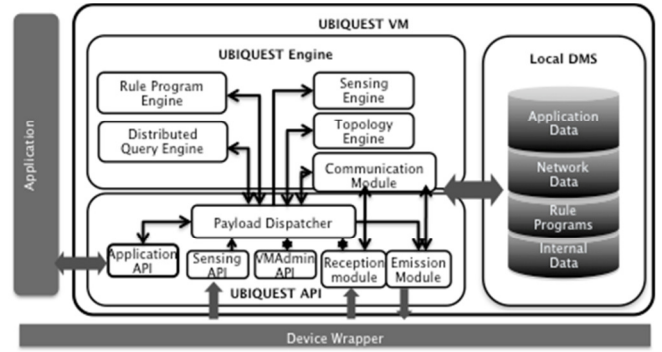 UBIQUEST VM
UBIQUEST Engine
Local DMS
Application
Rule Program
Engine
Sensing
Engine
Distributed
Query Engine
Topology
Engine
Communication
Module
Application
Data
Network
Data
Rule
Programs
Internal
Data
Payload Dispatcher
Application
API
Sensing
API
VMAdmin
API
Reception
module
Emission
Module
UBIQUEST API
Device Wrapper